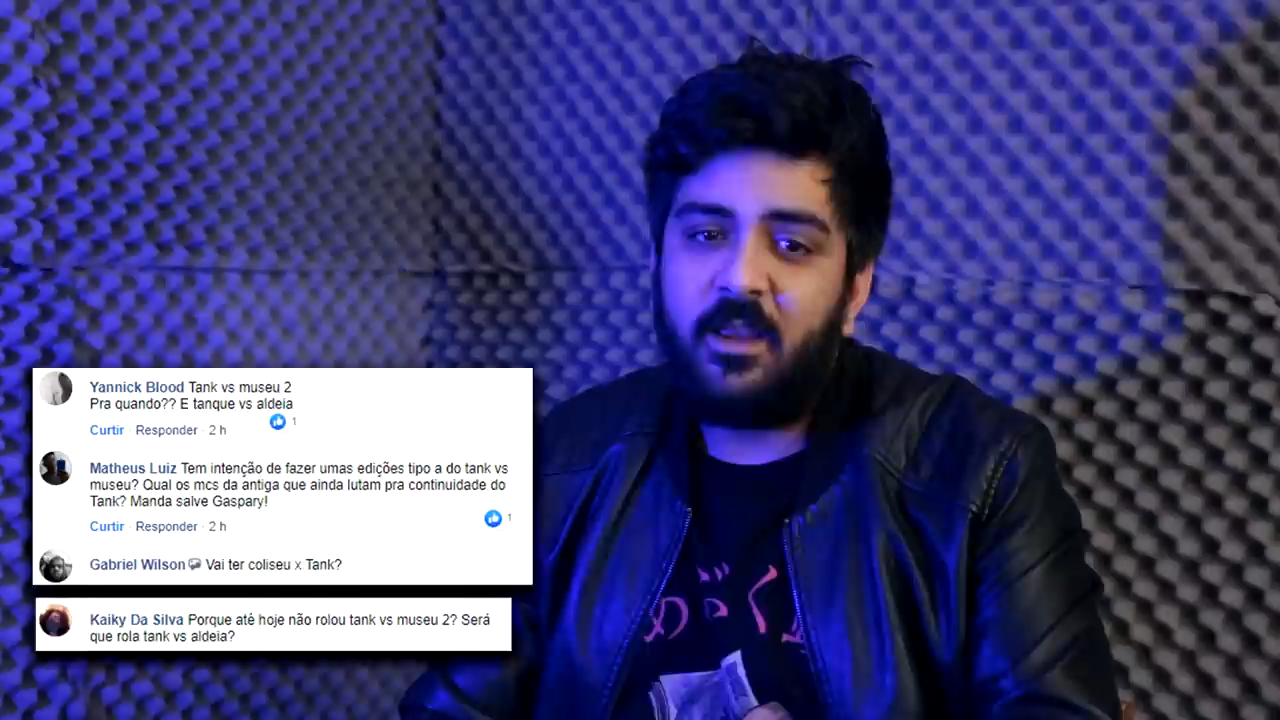 Yannick Blood Tank vs museu 2
Pra quando?? E tanque vs aldeia
Curtir · Responder · 2 h
1
Matheus Luiz Tem intenção de fazer umas edições tipo a do tank vs
museu? Qual os mcs da antiga que ainda lutam pra continuidade do
Tank? Manda salve Gaspary!
Curtir · Responder · 2 h
1
Gabriel Wilson Vai ter coliseu x Tank?
Kaiky Da Silva Porque até hoje não rolou tank vs museu 2? Será
que rola tank vs aldeia?